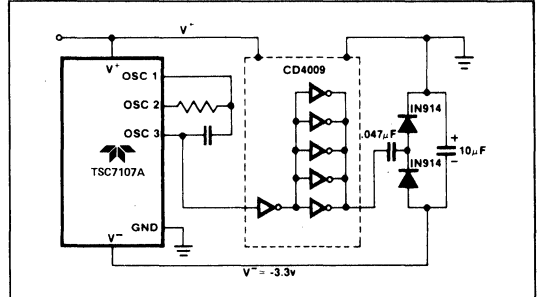 V+
V+
CD4009
OSC 1
OSC 2
OSC 3
TSC7107A
GND
V−
.047μF
IN914
IN914
+
10μF
−
V− = -3.3v